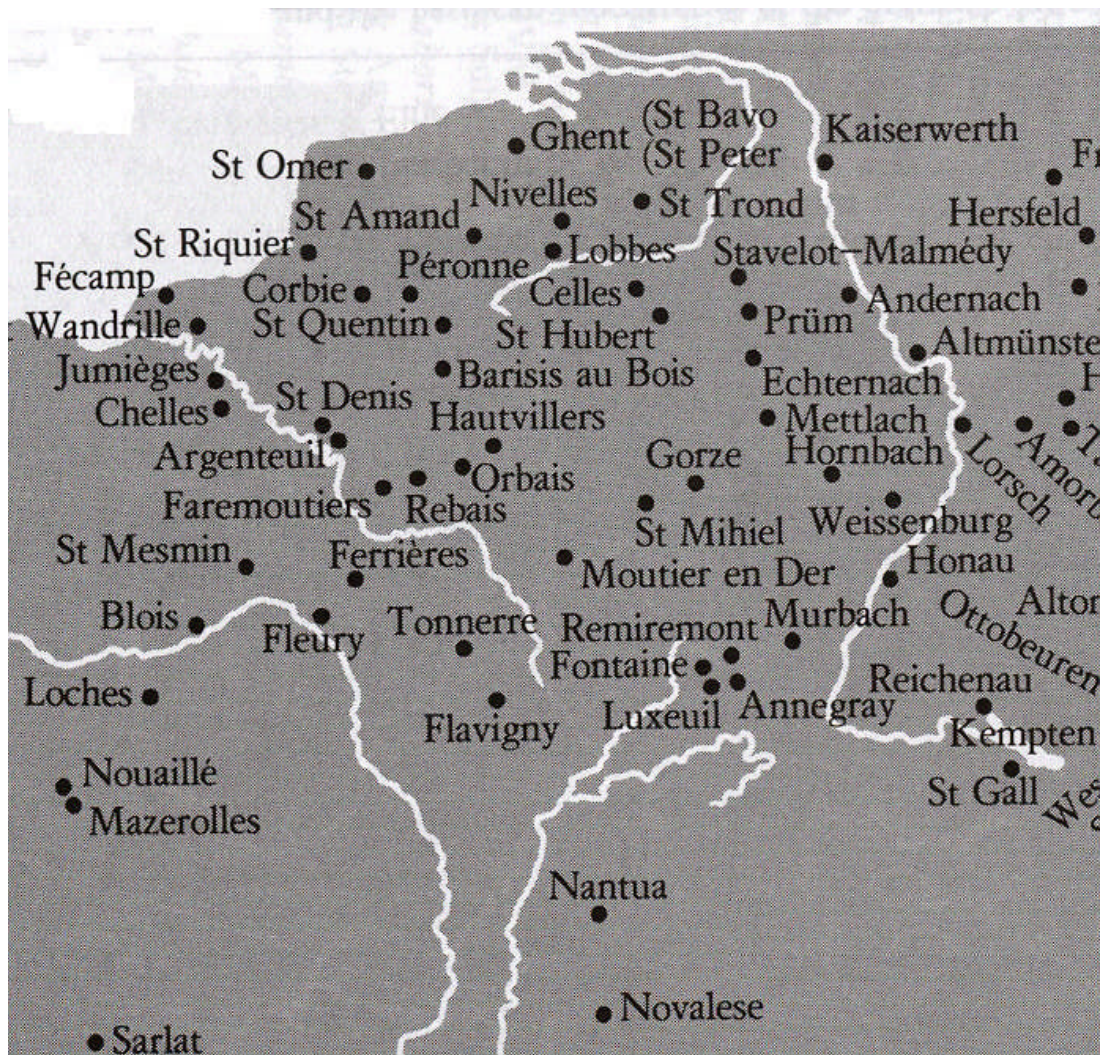 (St Bavo
Ghent
(St Peter
Kaiserwerth
St Omer
Nivelles
St Trond
St Amand
Hersfeld
St Riquier
Lobbes
Stavelot–Malmédy
Fécamp
Péronne
Corbie
Celles
Andernach
Wandrille
St Quentin
St Hubert
Prüm
Altmünste
Jumièges
Barisis au Bois
Echternach
Chelles
St Denis
Hautvillers
Mettlach
Argenteuil
Gorze
Hornbach
Lorsch
Amorb
Orbais
Faremoutiers
Rebais
St Mihiel
Weissenburg
St Mesmin
Ferrières
Moutier en Der
Honau
Blois
Fleury
Tonnerre
Remiremont
Murbach
Ottobeuren
Alto
Fontaine
Loches
Luxeuil
Annegray
Reichenau
Flavigny
Kempten
Nouaillé
St Gall
Mazerolles
Wes
Nantua
Novalese
Sarlat